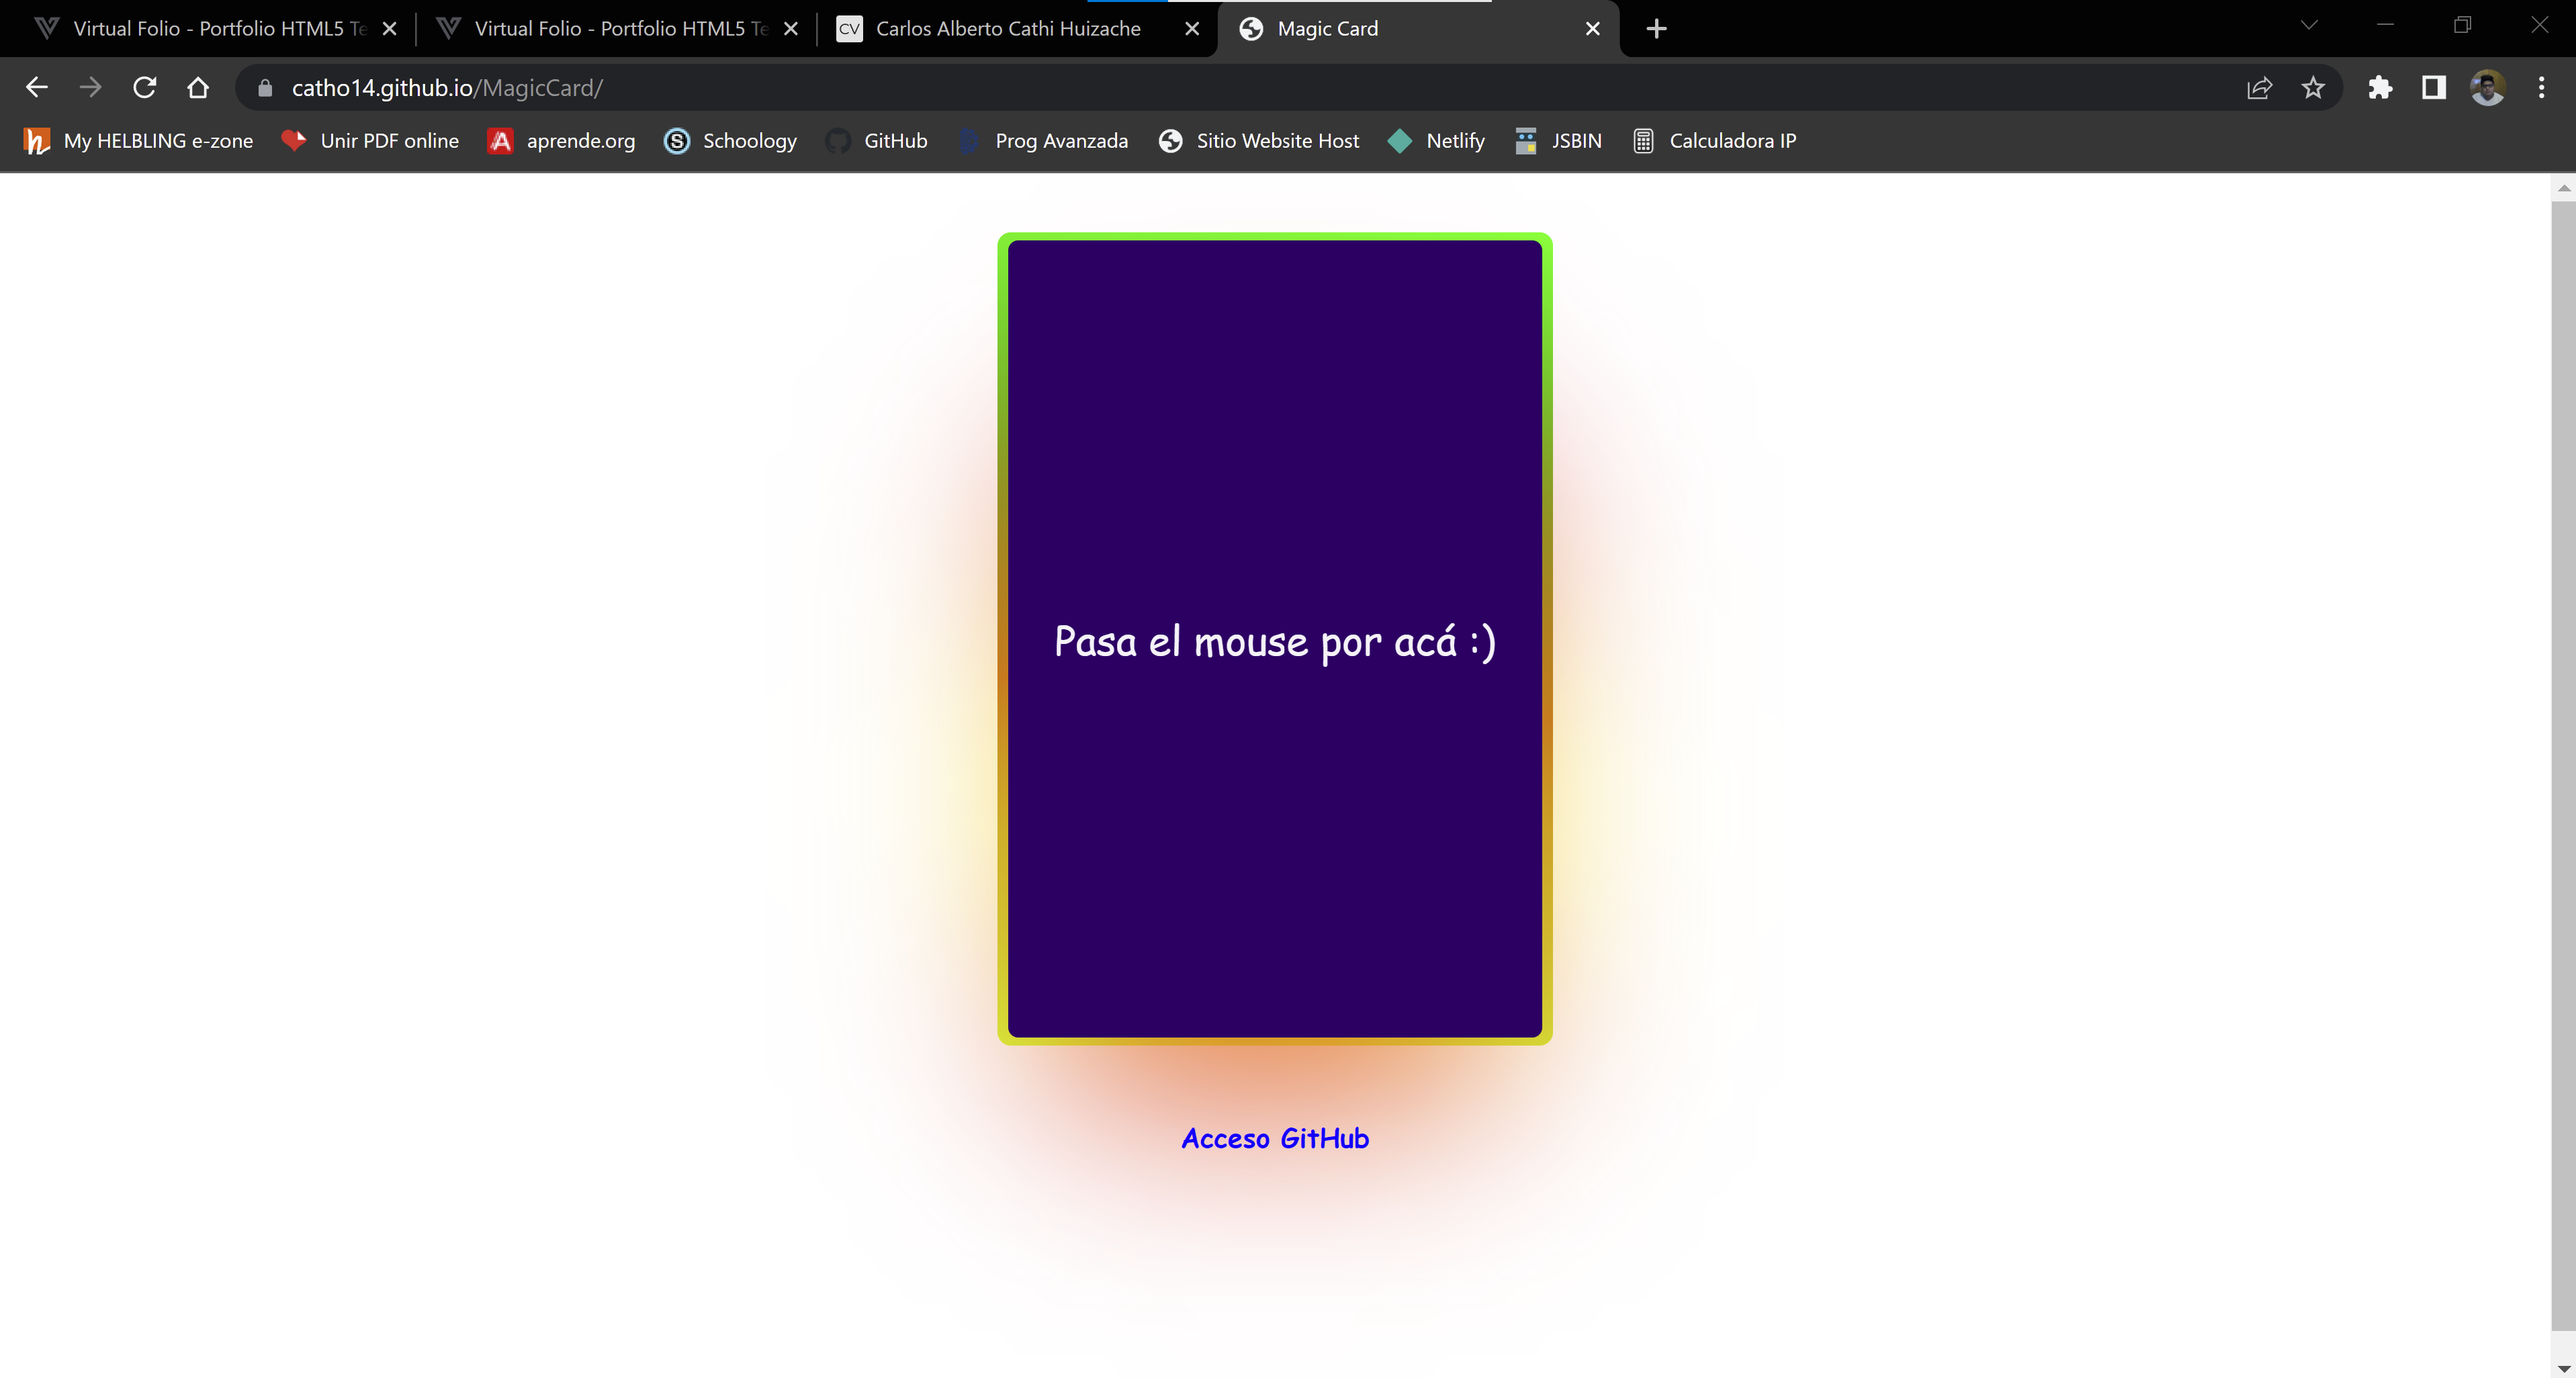 Virtual Folio - Portfolio HTML5 Te
Virtual Folio - Portfolio HTML5 Te
CV Carlos Alberto Cathi Huizache
Magic Card
catho14.github.io/MagicCard/
My HELBLING e-zone
Unir PDF online
aprende.org
Schoology
GitHub
Prog Avanzada
Sitio Website Host
Netlify
JSBIN
Calculadora IP
Pasa el mouse por acá :)
Acceso GitHub